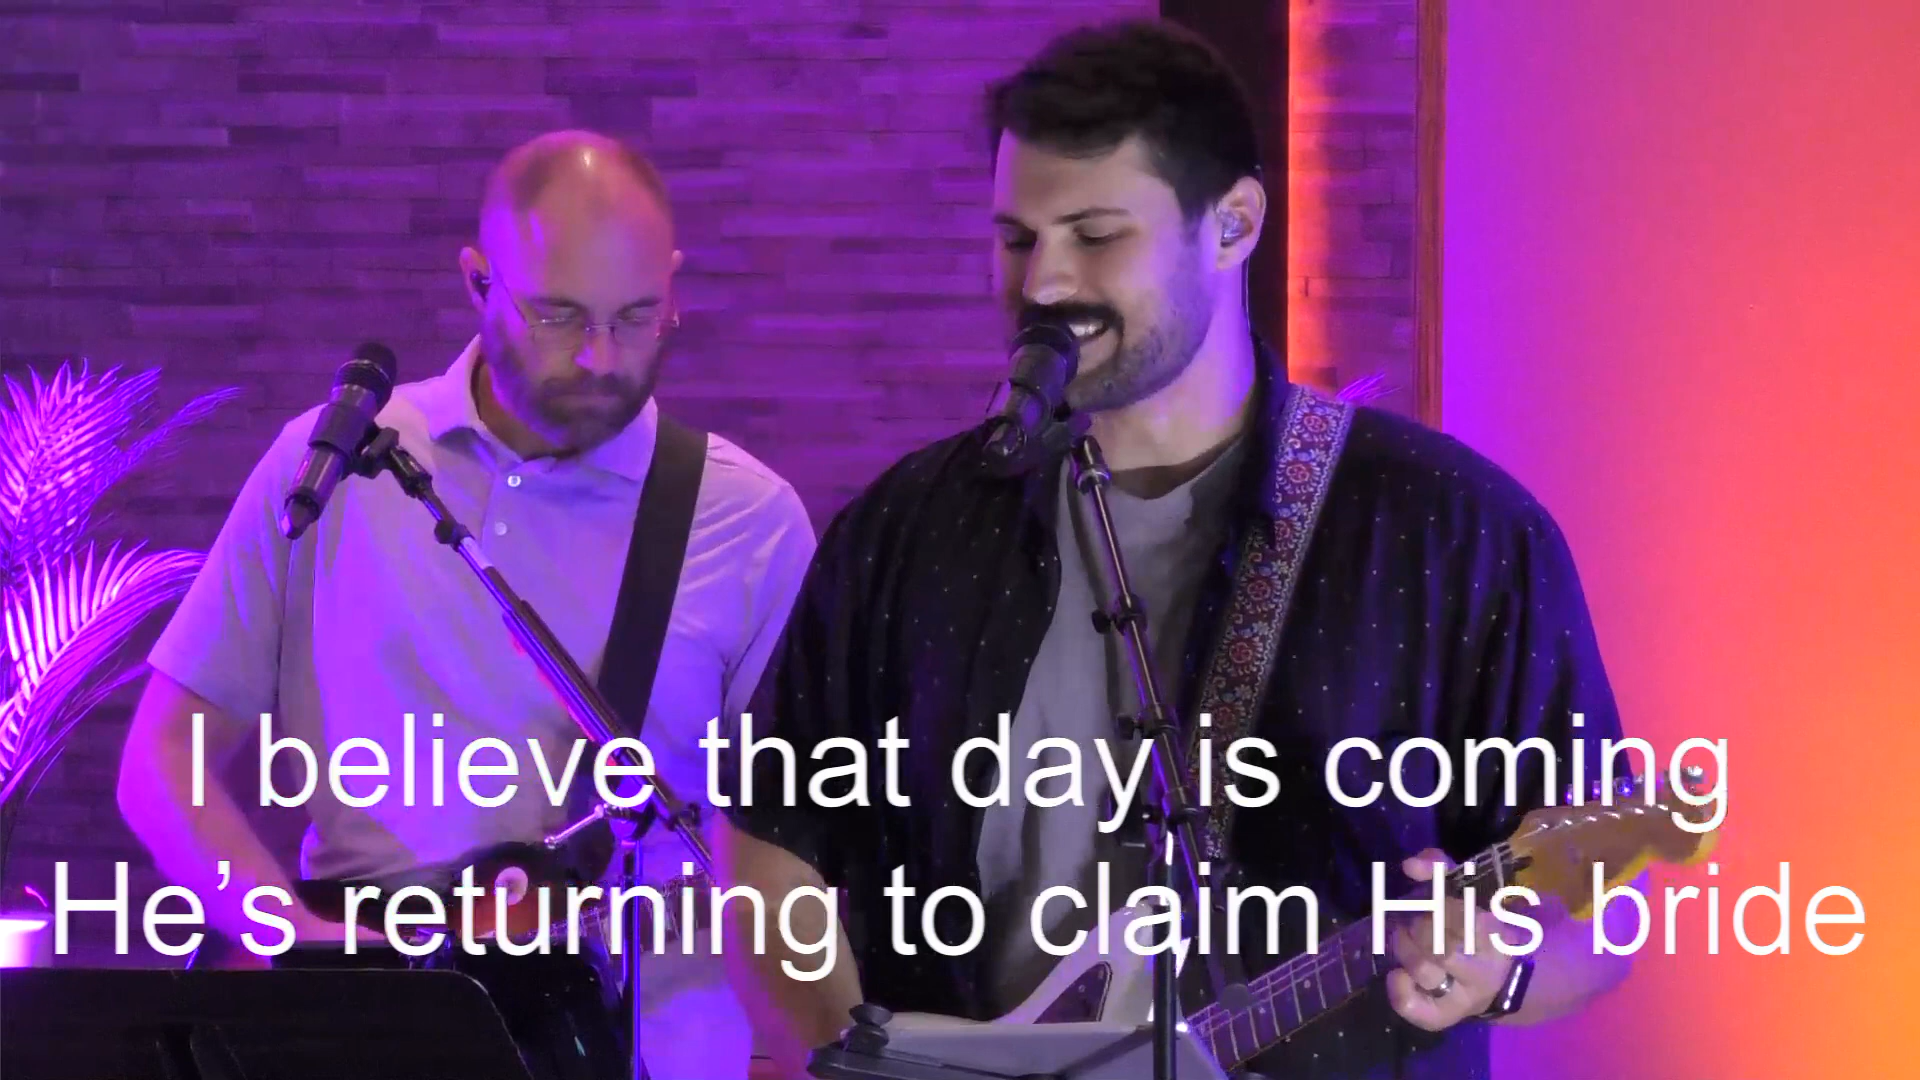 I believe that day is coming
He’s returning to claim His bride